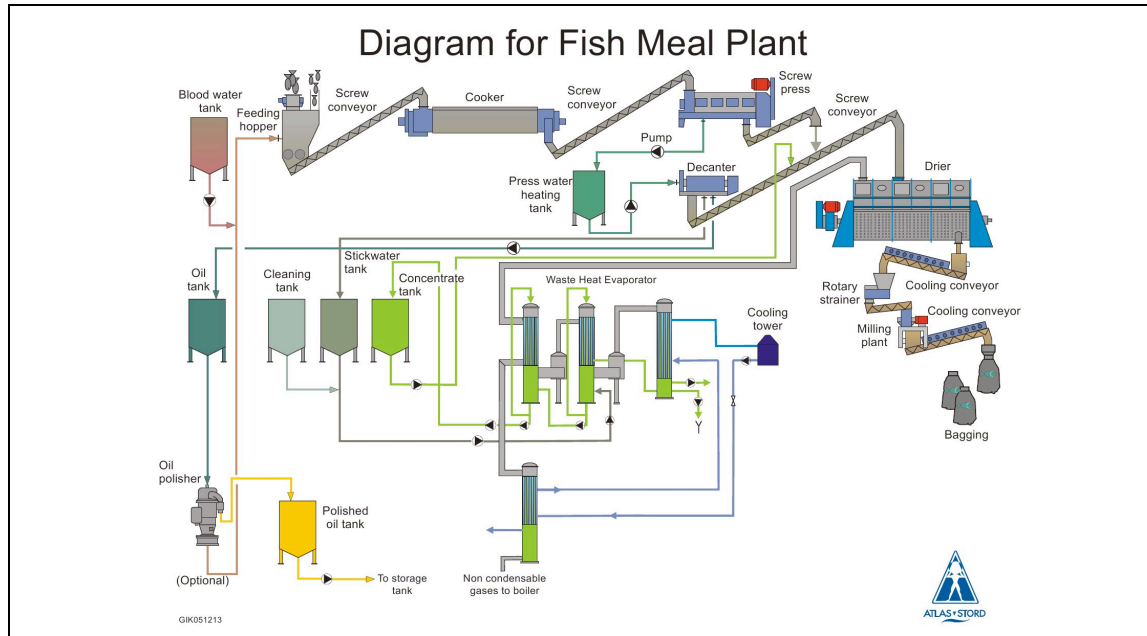 Diagram for Fish Meal Plant
Blood water
tank
Feeding
hopper
Screw
conveyor
Cooker
Screw
conveyor
Screw
press
Screw
conveyor
Pump
Press water
heating
tank
Decanter
Drier
Oil
tank
Cleaning
tank
Stickwater
tank
Concentrate
tank
Waste Heat Evaporator
Cooling
tower
Rotary
strainer
Cooling conveyor
Milling
plant
Cooling conveyor
Bagging
Oil
polisher
Polished
oil tank
(Optional)
To storage
tank
Non condensable
gases to boiler
GIK051213
ATLAS STORD